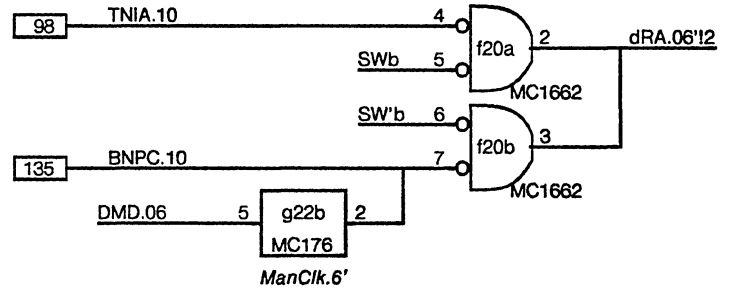 98 TNIA.10 4
f20a 2 dRA.06'!2
SWb 5
MC1662
SW'b 6
f20b 3
135 BNPC.10 7
MC1662
DMD.06 5 g22b 2
MC176
ManClk.6'